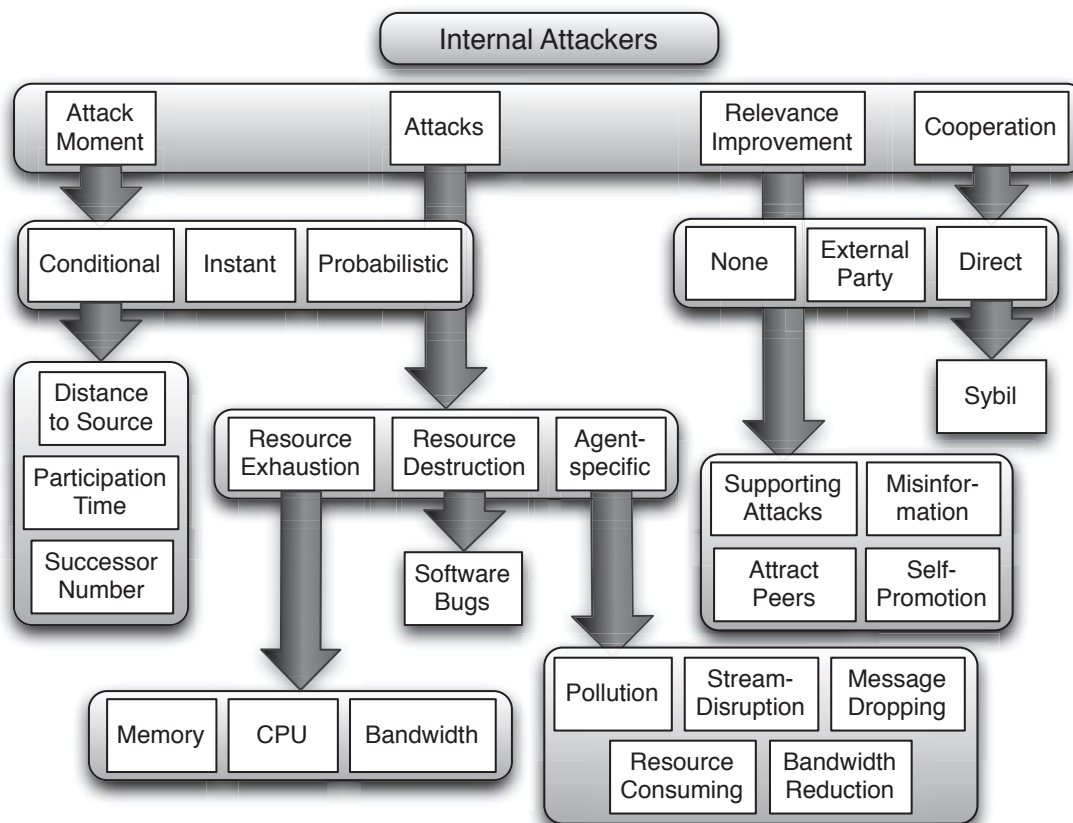 Internal Attackers
Attack
Moment
Attacks
Relevance
Improvement
Cooperation
Conditional
Instant
Probabilistic
None
External
Party
Direct
Distance
to Source
Participation
Time
Successor
Number
Sybil
Resource
Exhaustion
Resource
Destruction
Agent-
specific
Supporting
Attacks
Misinfor-
mation
Attract
Peers
Self-
Promotion
Software
Bugs
Memory
CPU
Bandwidth
Pollution
Stream-
Disruption
Message
Dropping
Resource
Consuming
Bandwidth
Reduction